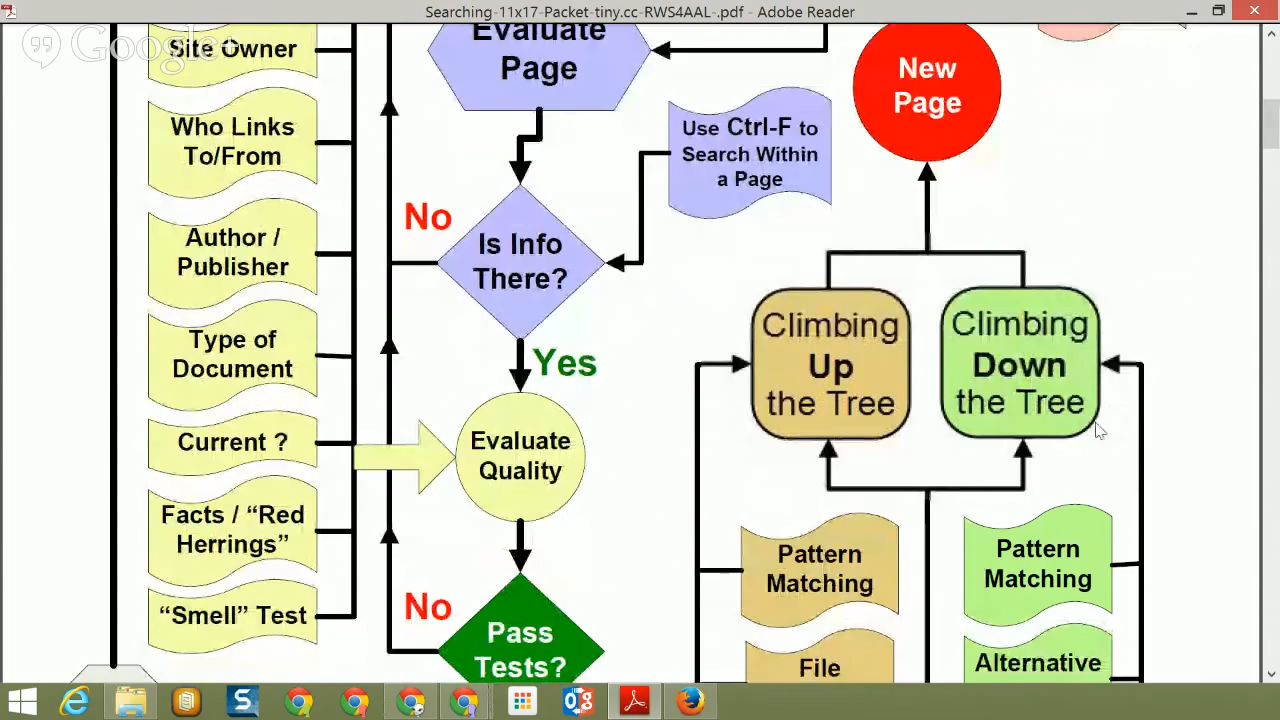 Searching-11x17-Packet-tiny.cc-RWS4AAL-.pdf - Adobe Reader
Google+
Site Owner
Who Links
To/From
Author /
Publisher
Type of
Document
Current ?
Facts / “Red
Herrings”
“Smell” Test
Evaluate
Page
Use Ctrl-F to
Search Within
a Page
No
Is Info
There?
Yes
Evaluate
Quality
No
Pass
Tests?
New
Page
Climbing
Up
the Tree
Climbing
Down
the Tree
Pattern
Matching
File
Pattern
Matching
Alternative